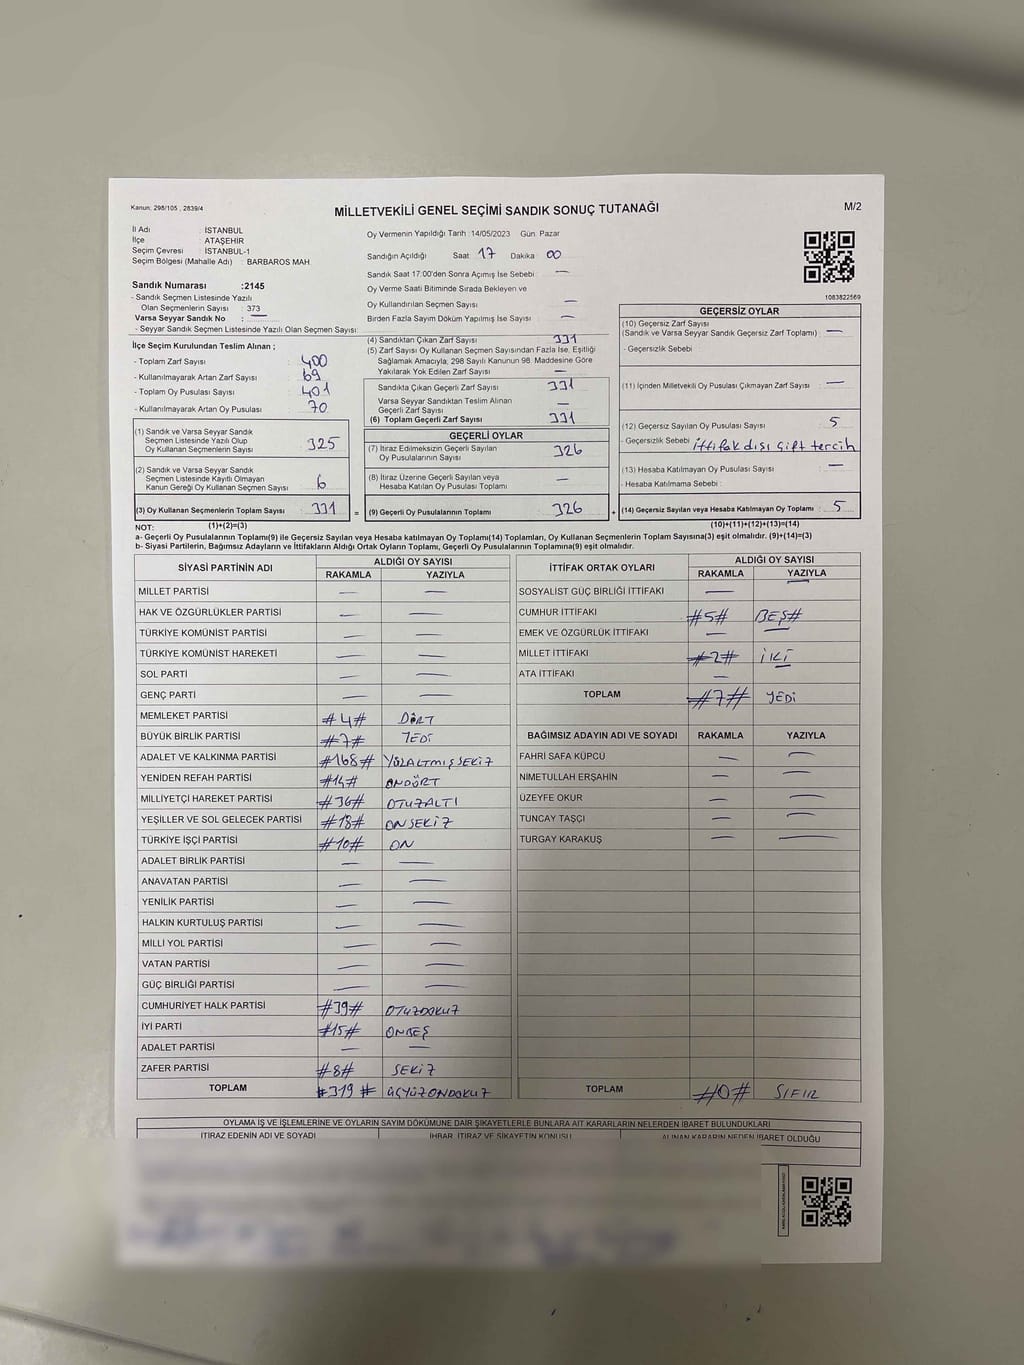 Kanun: 298/105 , 2839/4
MİLLETVEKİLİ GENEL SEÇİMİ SANDIK SONUÇ TUTANAĞI
M/2
İl Adı : İSTANBUL
İlçe : ATAŞEHİR
Seçim Çevresi : İSTANBUL-1
Seçim Bölgesi (Mahalle Adı) : BARBAROS MAH.
Sandık Numarası :2145
- Sandık Seçmen Listesinde Yazılı
Olan Seçmenlerin Sayısı : 373
Varsa Seyyar Sandık No : —
- Seyyar Sandık Seçmen Listesinde Yazılı Olan Seçmen Sayısı:
İlçe Seçim Kurulundan Teslim Alınan ;
- Toplam Zarf Sayısı : 400
- Kullanılmayarak Artan Zarf Sayısı : 69
- Toplam Oy Pusulası Sayısı : 401
- Kullanılmayarak Artan Oy Pusulası : 70
(1) Sandık ve Varsa Seyyar Sandık
Seçmen Listesinde Yazılı Olup
Oy Kullanan Seçmenlerin Sayısı : 325
(2) Sandık ve Varsa Seyyar Sandık
Seçmen Listesinde Kayıtlı Olmayan
Kanun Gereği Oy Kullanan Seçmen Sayısı : 6
(3) Oy Kullanan Seçmenlerin Toplam Sayısı : 331 =
Oy Vermenin Yapıldığı Tarih :14/05/2023 Gün: Pazar
Sandığın Açıldığı Saat 17 Dakika 00
Sandık Saat 17:00'den Sonra Açılmış İse Sebebi : —
Oy Verme Saati Bitiminde Sırada Bekleyen ve
Oy Kullandırılan Seçmen Sayısı : —
Birden Fazla Sayım Döküm Yapılmış İse Sayısı : —
(4) Sandıktan Çıkan Zarf Sayısı : 331
(5) Zarf Sayısı Oy Kullanan Seçmen Sayısından Fazla İse, Eşitliği
Sağlamak Amacıyla, 298 Sayılı Kanunun 98. Maddesine Göre
Yakılarak Yok Edilen Zarf Sayısı : —
Sandıkta Çıkan Geçerli Zarf Sayısı : 331
Varsa Seyyar Sandıktan Teslim Alınan
Geçerli Zarf Sayısı : —
(6) Toplam Geçerli Zarf Sayısı : 331
GEÇERLİ OYLAR
(7) İtiraz Edilmeksizin Geçerli Sayılan
Oy Pusulalarının Sayısı : 326
(8) İtiraz Üzerine Geçerli Sayılan veya
Hesaba Katılan Oy Pusulası Toplamı : —
(9) Geçerli Oy Pusulalarının Toplamı : 326 +
1083822569
GEÇERSİZ OYLAR
(10) Geçersiz Zarf Sayısı
(Sandık ve Varsa Seyyar Sandık Geçersiz Zarf Toplamı) : —
- Geçersizlik Sebebi :
(11) İçinden Milletvekili Oy Pusulası Çıkmayan Zarf Sayısı : —
(12) Geçersiz Sayılan Oy Pusulası Sayısı : 5
- Geçersizlik Sebebi : İttifak dışı çift tercih
(13) Hesaba Katılmayan Oy Pusulası Sayısı : —
- Hesaba Katılmama Sebebi :
(14) Geçersiz Sayılan veya Hesaba Katılmayan Oy Toplamı : 5
NOT: (1)+(2)=(3) (10)+(11)+(12)+(13)=(14)
a- Geçerli Oy Pusulalarının Toplamı(9) ile Geçersiz Sayılan veya Hesaba Katılmayan Oy Toplamı(14) Toplamları, Oy Kullanan Seçmenlerin Toplam Sayısına(3) eşit olmalıdır. (9)+(14)=(3)
b- Siyasi Partilerin, Bağımsız Adayların ve İttifakların Aldığı Ortak Oyların Toplamı, Geçerli Oy Pusulalarının Toplamına(9) eşit olmalıdır.
SİYASİ PARTİNİN ADI ALDIĞI OY SAYISI
RAKAMLA YAZIYLA
MİLLET PARTİSİ — —
HAK VE ÖZGÜRLÜKLER PARTİSİ — —
TÜRKİYE KOMÜNİST PARTİSİ — —
TÜRKİYE KOMÜNİST HAREKETİ — —
SOL PARTİ — —
GENÇ PARTİ — —
MEMLEKET PARTİSİ #4# DÖRT
BÜYÜK BİRLİK PARTİSİ #7# YEDİ
ADALET VE KALKINMA PARTİSİ #168# YÜZALTMIŞSEKİZ
YENİDEN REFAH PARTİSİ #14# ONDÖRT
MİLLİYETÇİ HAREKET PARTİSİ #36# OTUZALTI
YEŞİLLER VE SOL GELECEK PARTİSİ #18# ONSEKİZ
TÜRKİYE İŞÇİ PARTİSİ #10# ON
ADALET BİRLİK PARTİSİ — —
ANAVATAN PARTİSİ — —
YENİLİK PARTİSİ — —
HALKIN KURTULUŞ PARTİSİ — —
MİLLİ YOL PARTİSİ — —
VATAN PARTİSİ — —
GÜÇ BİRLİĞİ PARTİSİ — —
CUMHURİYET HALK PARTİSİ #39# OTUZDOKUZ
İYİ PARTİ #15# ONBEŞ
ADALET PARTİSİ — —
ZAFER PARTİSİ #8# SEKİZ
TOPLAM #319# ÜÇYÜZONDOKUZ
İTTİFAK ORTAK OYLARI ALDIĞI OY SAYISI
RAKAMLA YAZIYLA
SOSYALİST GÜÇ BİRLİĞİ İTTİFAKI — —
CUMHUR İTTİFAKI #5# BEŞ#
EMEK VE ÖZGÜRLÜK İTTİFAKI — —
MİLLET İTTİFAKI #2# İKİ
ATA İTTİFAKI — —
TOPLAM #7# YEDİ
BAĞIMSIZ ADAYIN ADI VE SOYADI RAKAMLA YAZIYLA
FAHRİ SAFA KÜPCÜ — —
NİMETULLAH ERŞAHİN — —
ÜZEYFE OKUR — —
TUNCAY TAŞÇI — —
TURGAY KARAKUŞ — —
TOPLAM #0# SIFIR
OYLAMA İŞ VE İŞLEMLERİNE VE OYLARIN SAYIM DÖKÜMÜNE DAİR ŞİKAYETLERLE BUNLARA AİT KARARLARIN NELERDEN İBARET BULUNDUKLARI
İTİRAZ EDENİN ADI VE SOYADI İHBAR, İTİRAZ VE ŞİKAYETİN KONUSU ALINAN KARARIN NEDEN İBARET OLDUĞU